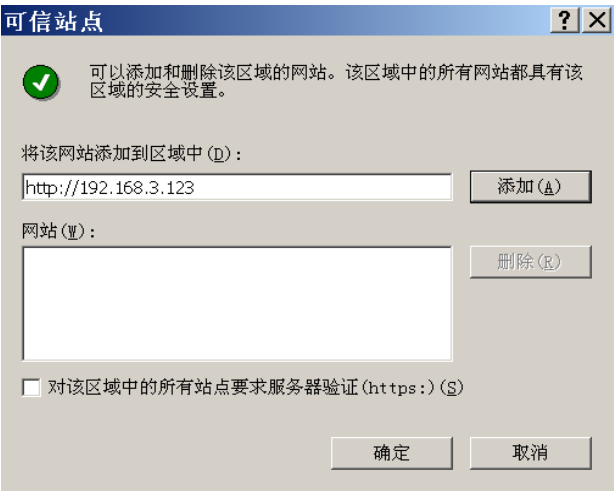 可信站点
可以添加和删除该区域的网站。该区域中的所有网站都具有该
区域的安全设置。
将该网站添加到区域中(D):
http://192.168.3.123
添加(A)
网站(W):
删除(R)
对该区域中的所有站点要求服务器验证(https:)(S)
确定
取消